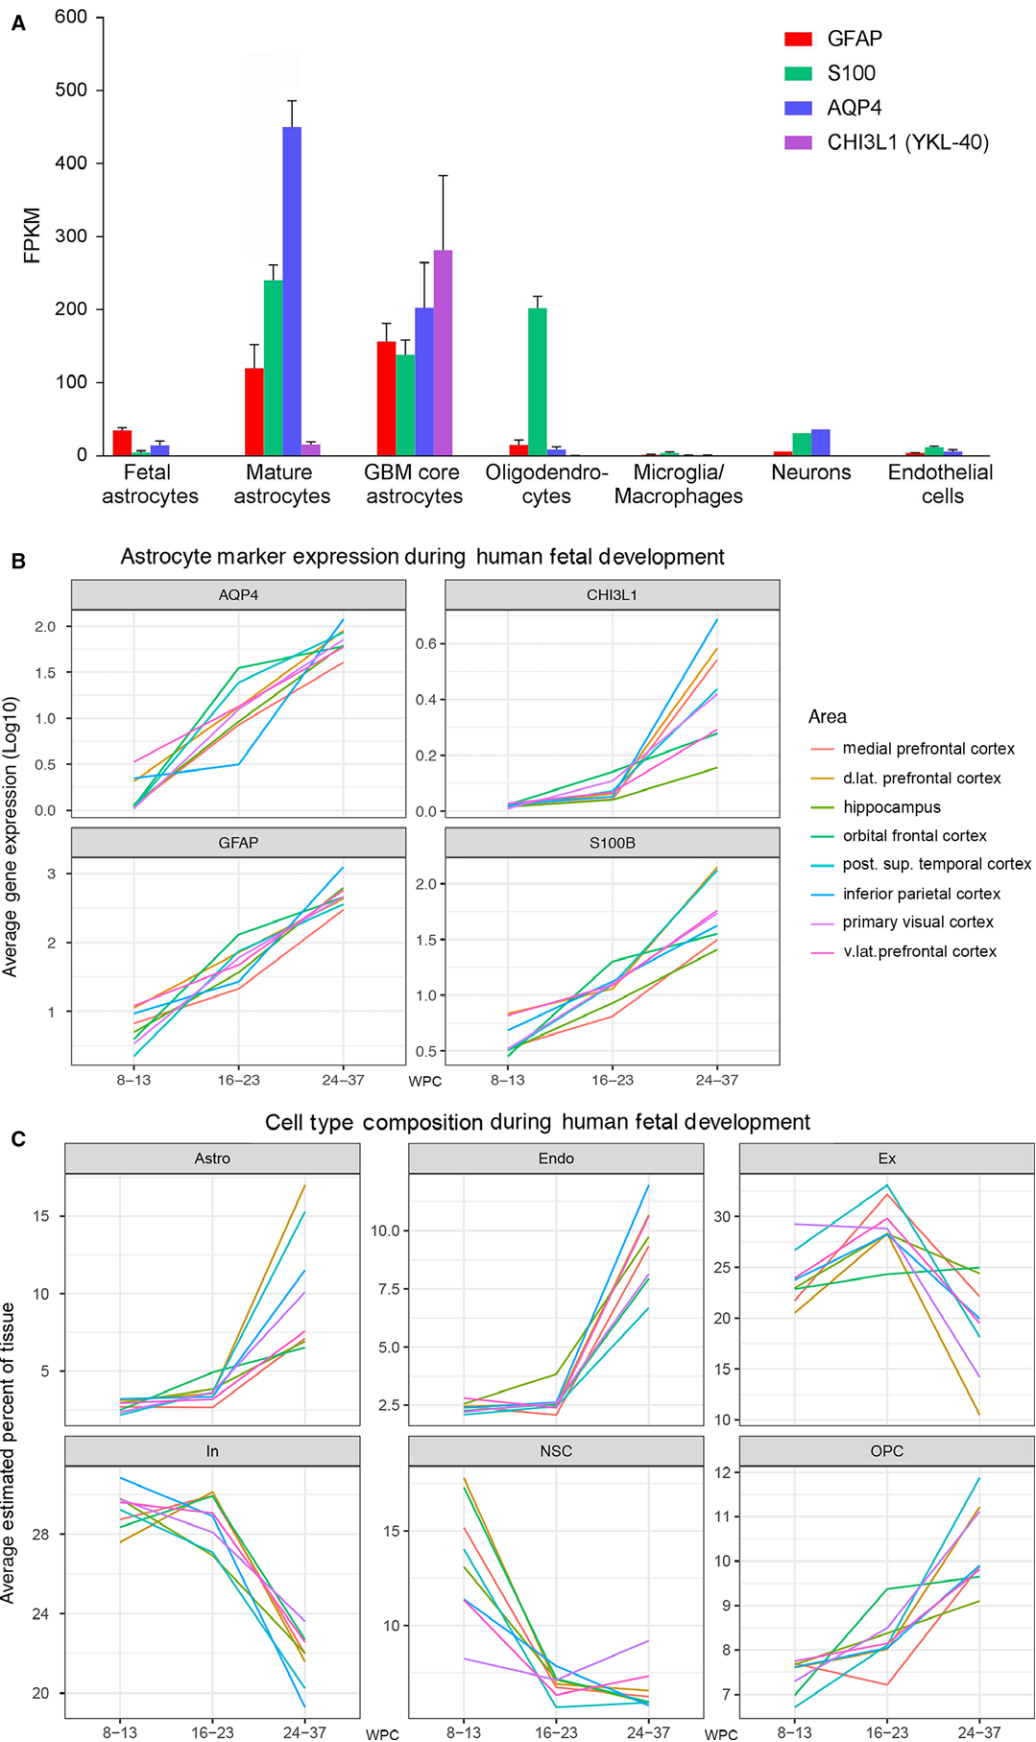 A
600
500
400
300
200
100
0
FPKM
GFAP
S100
AQP4
CHI3L1 (YKL-40)
Fetal
astrocytes
Mature
astrocytes
GBM core
astrocytes
Oligodendro-
cytes
Microglia/
Macrophages
Neurons
Endothelial
cells
B
Astrocyte marker expression during human fetal development
Average gene expression (Log10)
AQP4
2.0
1.5
1.0
0.5
0.0
CHI3L1
0.6
0.4
0.2
0.0
GFAP
3
2
1
8–13
16–23
24–37
WPC
S100B
2.0
1.5
1.0
0.5
8–13
16–23
24–37
Area
medial prefrontal cortex
d.lat. prefrontal cortex
hippocampus
orbital frontal cortex
post. sup. temporal cortex
inferior parietal cortex
primary visual cortex
v.lat.prefrontal cortex
C
Cell type composition during human fetal development
Average estimated percent of tissue
Astro
15
10
5
Endo
10.0
7.5
5.0
2.5
Ex
30
25
20
15
10
In
28
24
20
8–13
16–23
24–37
WPC
NSC
15
10
8–13
16–23
24–37
WPC
OPC
12
11
10
9
8
7
8–13
16–23
24–37